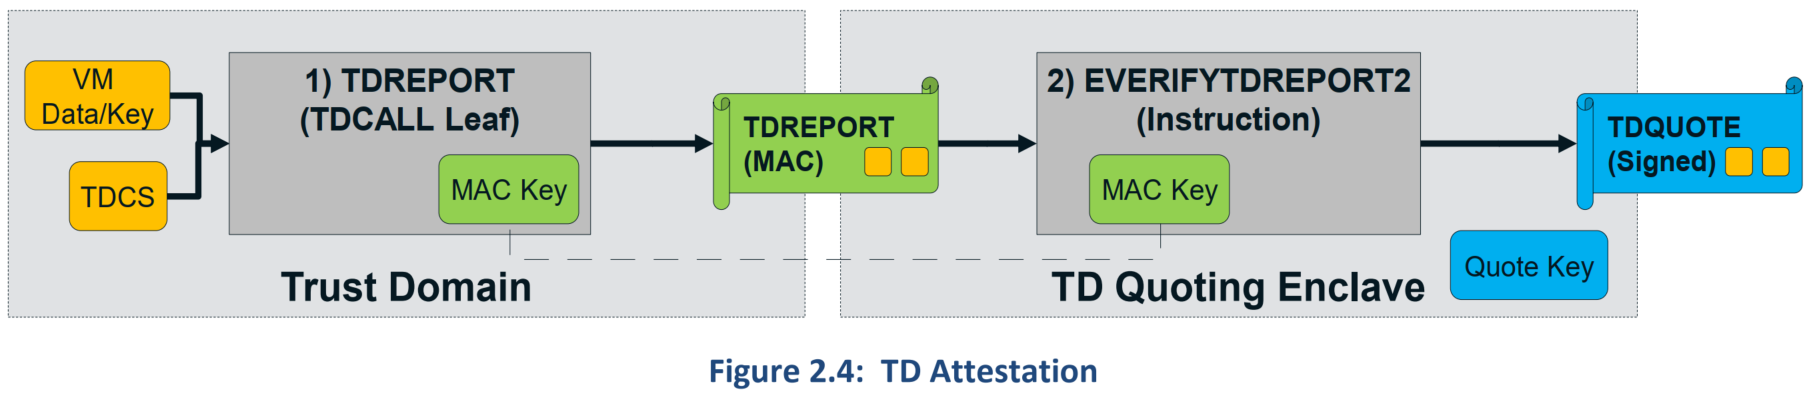 VM
Data/Key
TDCS
1) TDREPORT
(TDCALL Leaf)
MAC Key
Trust Domain
TDREPORT
(MAC)
2) EVERIFYTDREPORT2
(Instruction)
MAC Key
TD Quoting Enclave
Quote Key
TDQUOTE
(Signed)
Figure 2.4: TD Attestation